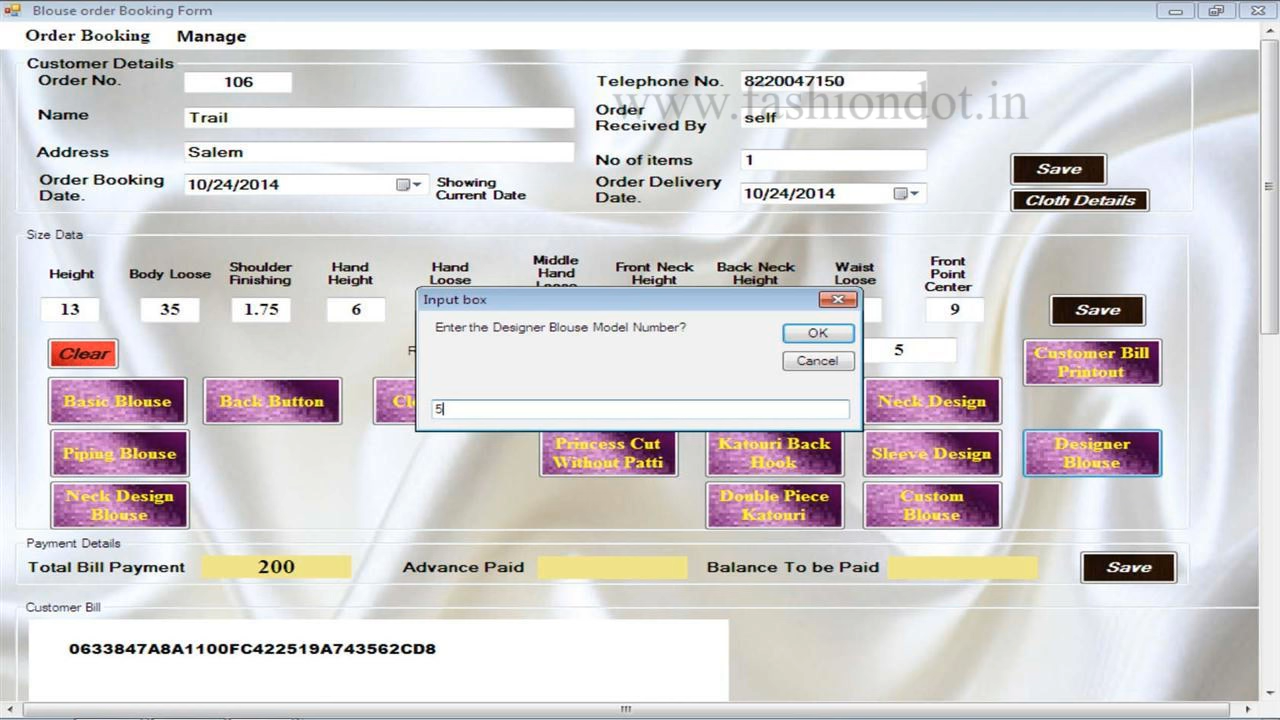 Blouse order Booking Form
Order Booking Manage
Customer Details
Order No. 106
Telephone No. 8220047150
www.fashiondot.in
Name Trail
Order Received By self
Address Salem
No of items 1
Save
Order Booking Date. 10/24/2014
Showing Current Date
Order Delivery Date. 10/24/2014
Cloth Details
Size Data
Height
Body Loose
Shoulder Finishing
Hand Height
Hand Loose
Middle Hand Loose
Front Neck Height
Back Neck Height
Waist Loose
Front Point Center
13 35 1.75 6 9
Save
Input box
Enter the Designer Blouse Model Number?
OK
Cancel
5
Clear
5
Customer Bill Printout
Basic Blouse
Back Button
Neck Design
Piping Blouse
Princess Cut Without Patti
Katouri Back Hook
Sleeve Design
Designer Blouse
Neck Design Blouse
Double Piece Katouri
Custom Blouse
Payment Details
Total Bill Payment 200
Advance Paid
Balance To be Paid
Save
Customer Bill
0633847A8A1100FC422519A743562CD8